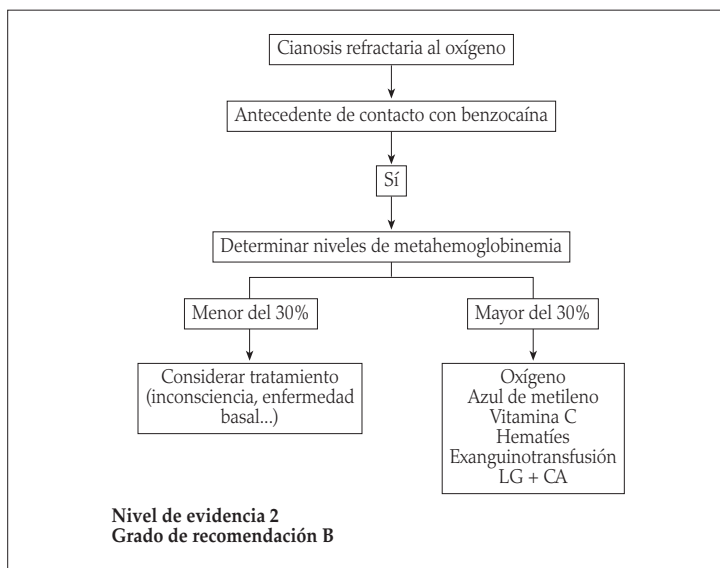 Cianosis refractaria al oxígeno
Antecedente de contacto con benzocaína
Sí
Determinar niveles de metahemoglobinemia
Menor del 30%
Mayor del 30%
Considerar tratamiento
(inconsciencia, enfermedad
basal...)
Oxígeno
Azul de metileno
Vitamina C
Hematíes
Exanguinotransfusión
LG + CA
Nivel de evidencia 2
Grado de recomendación B